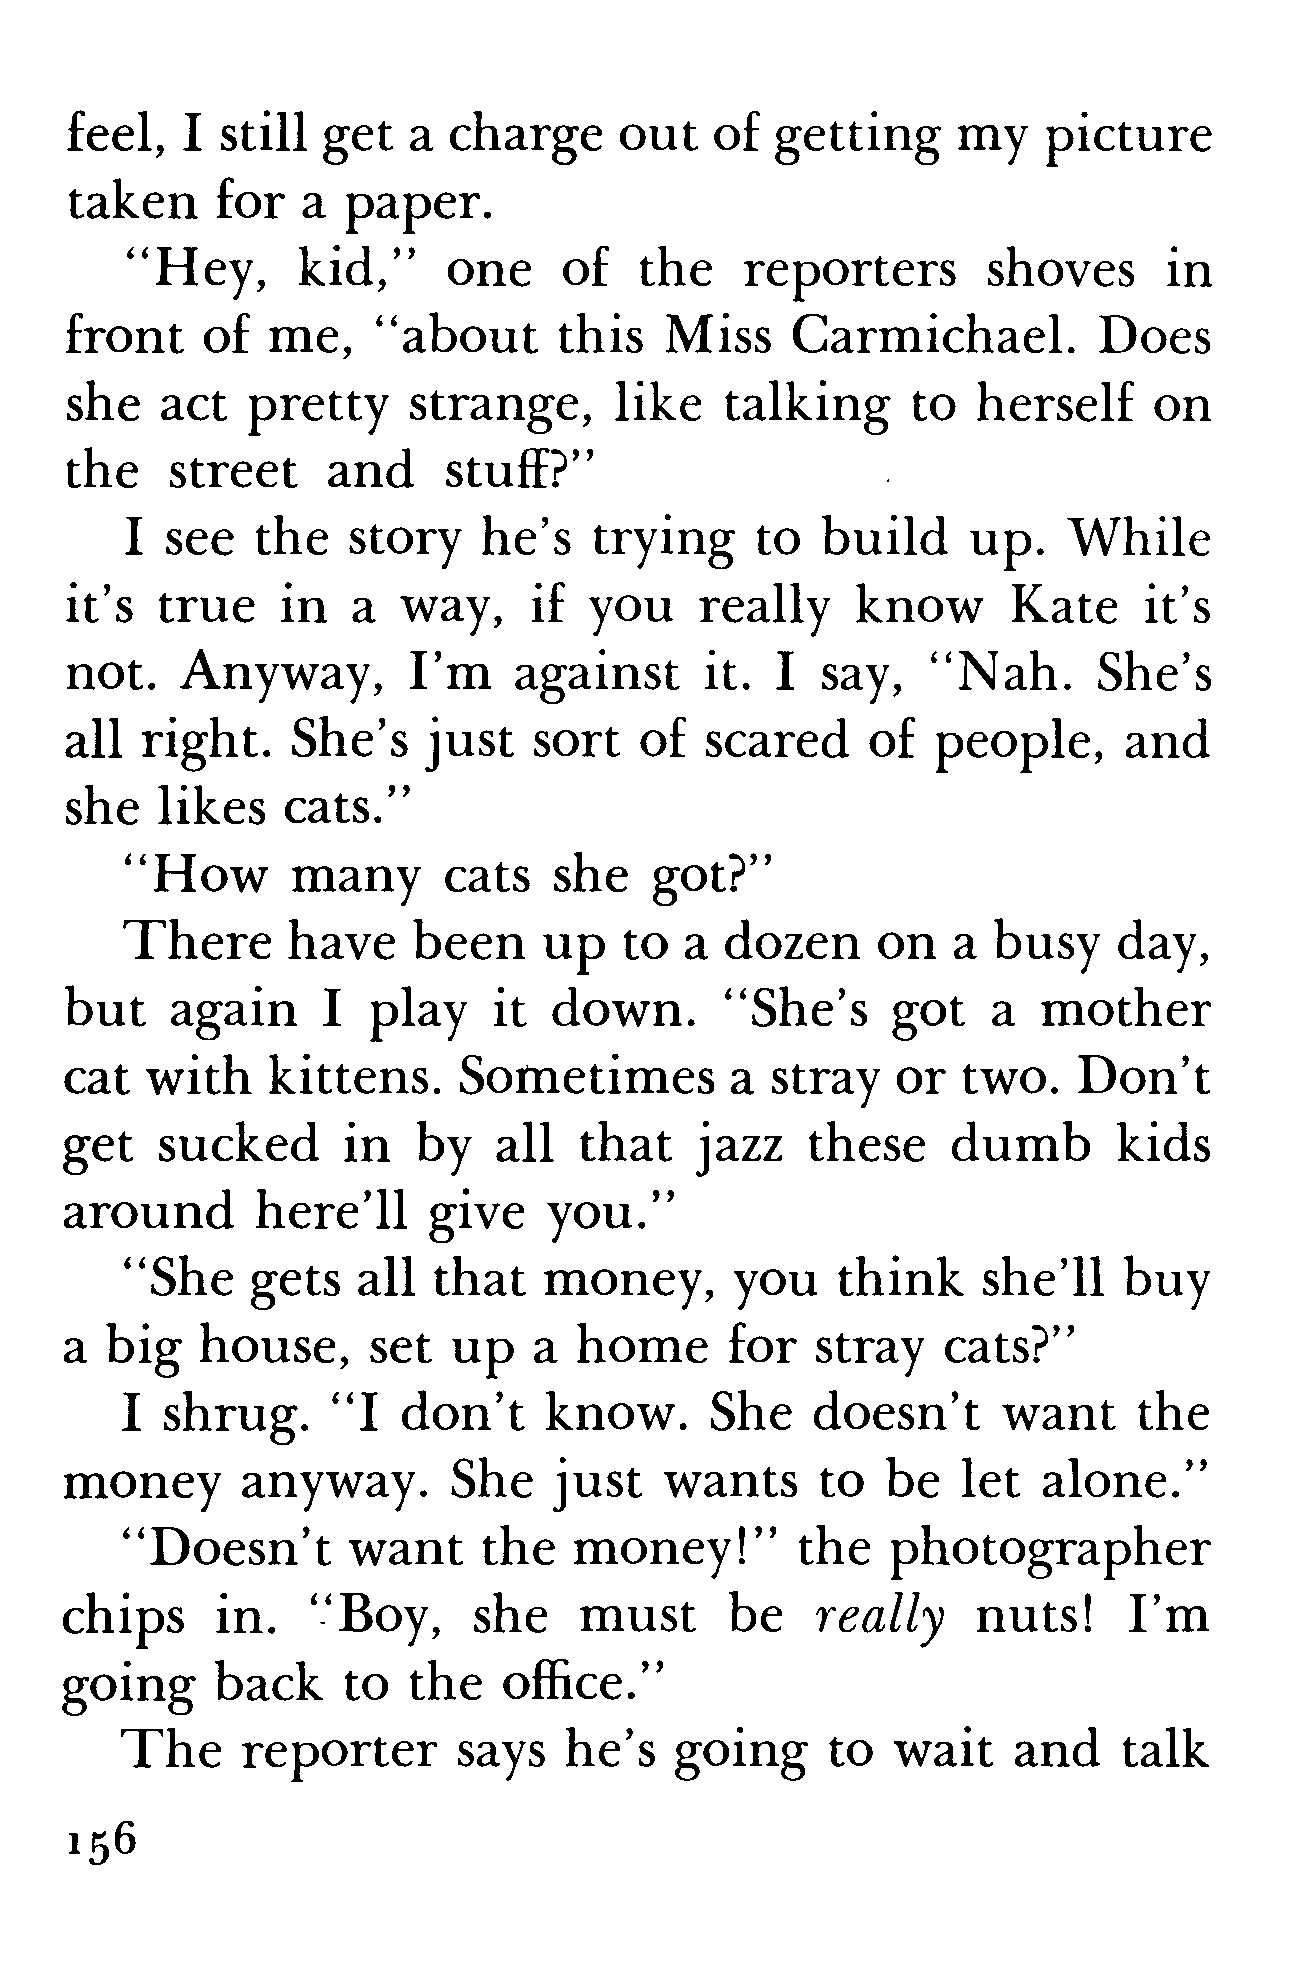 feel, I still get a charge out of getting my picture
taken for a paper.
“Hey, kid,” one of the reporters shoves in
front of me, “about this Miss Carmichael. Does
she act pretty strange, like talking to herself on
the street and stuff?”
I see the story he’s trying to build up. While
it’s true in a way, if you really know Kate it’s
not. Anyway, I’m against it. I say, “Nah. She’s
all right. She’s just sort of scared of people, and
she likes cats.”
“How many cats she got?”
There have been up to a dozen on a busy day,
but again I play it down. “She’s got a mother
cat with kittens. Sometimes a stray or two. Don’t
get sucked in by all that jazz these dumb kids
around here’ll give you.”
“She gets all that money, you think she’ll buy
a big house, set up a home for stray cats?”
I shrug. “I don’t know. She doesn’t want the
money anyway. She just wants to be let alone.”
“Doesn’t want the money!” the photographer
chips in. “Boy, she must be really nuts! I’m
going back to the office.”
The reporter says he’s going to wait and talk
156